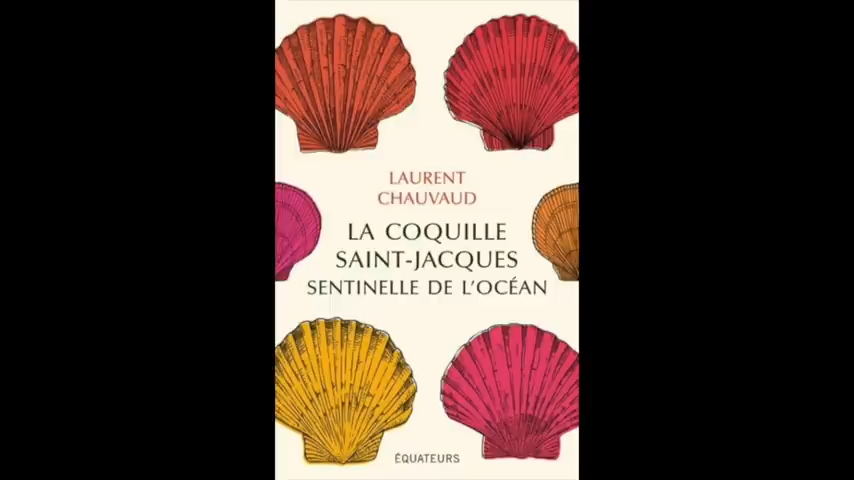 LAURENT
CHAUVAUD
LA COQUILLE
SAINT-JACQUES
SENTINELLE DE L'OCÉAN
ÉQUATEURS